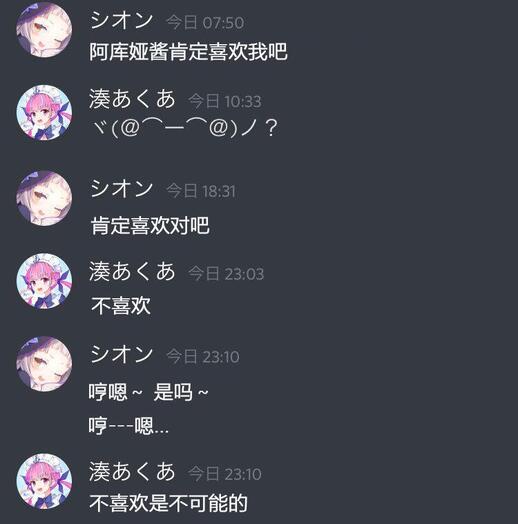 シオン 今日 07:50
阿库娅酱肯定喜欢我吧
湊あくあ 今日 10:33
ヾ(＠⌒ー⌒＠)ノ？
シオン 今日 18:31
肯定喜欢对吧
湊あくあ 今日 23:03
不喜欢
シオン 今日 23:10
哼嗯～ 是吗～
哼---嗯...
湊あくあ 今日 23:10
不喜欢是不可能的